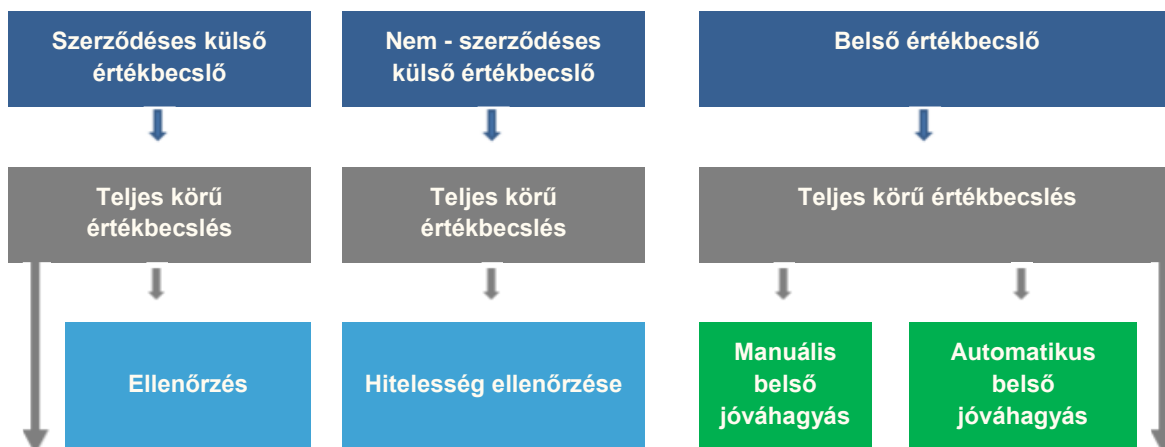 Szerződéses külső
értékbecslő
Nem - szerződéses
külső értékbecslő
Belső értékbecslő
Teljes körű
értékbecslés
Teljes körű
értékbecslés
Teljes körű értékbecslés
Ellenőrzés
Hitelesség ellenőrzése
Manuális
belső
jóváhagyás
Automatikus
belső
jóváhagyás